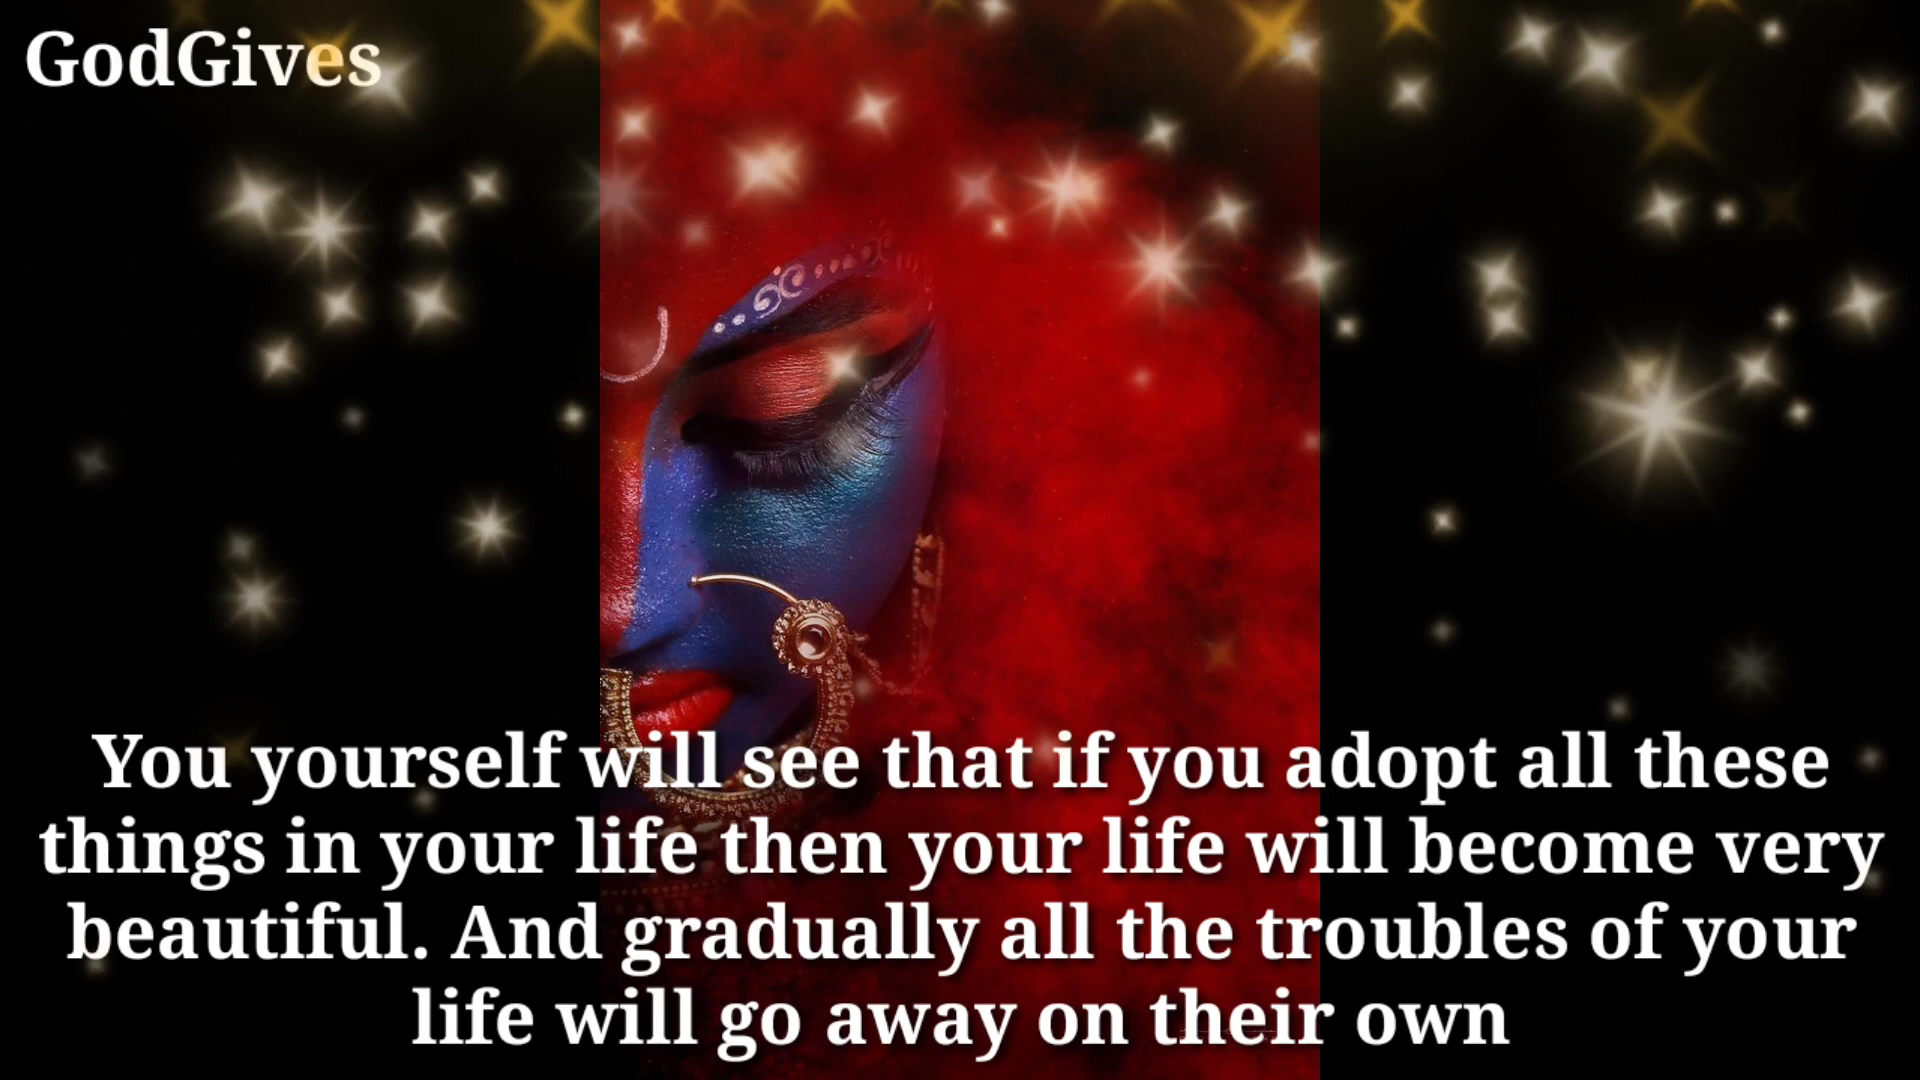 GodGives
You yourself will see that if you adopt all these
things in your life then your life will become very
beautiful. And gradually all the troubles of your
life will go away on their own